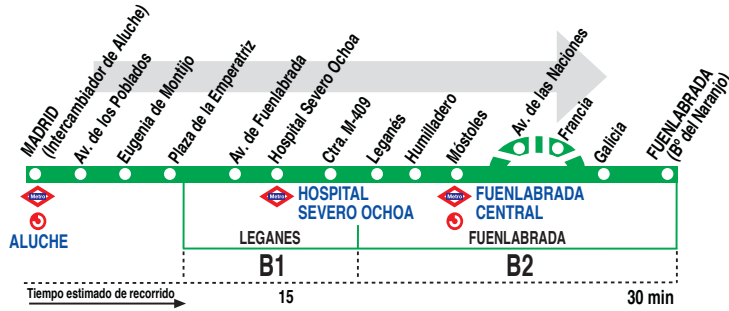 MADRID
(Intercambiador de Aluche)
Av. de los Poblados
Eugenia de Montijo
Plaza de la Emperatriz
Av. de Fuenlabrada
Hospital Severo Ochoa
Ctra. M-409
Leganés
Humilladero
Móstoles
Av. de las Naciones
Francia
Galicia
FUENLABRADA
(Bº del Naranjo)
Metro
ALUCHE
Metro
HOSPITAL
SEVERO OCHOA
Metro
FUENLABRADA
CENTRAL
LEGANES
FUENLABRADA
B1
B2
Tiempo estimado de recorrido
15
30 min